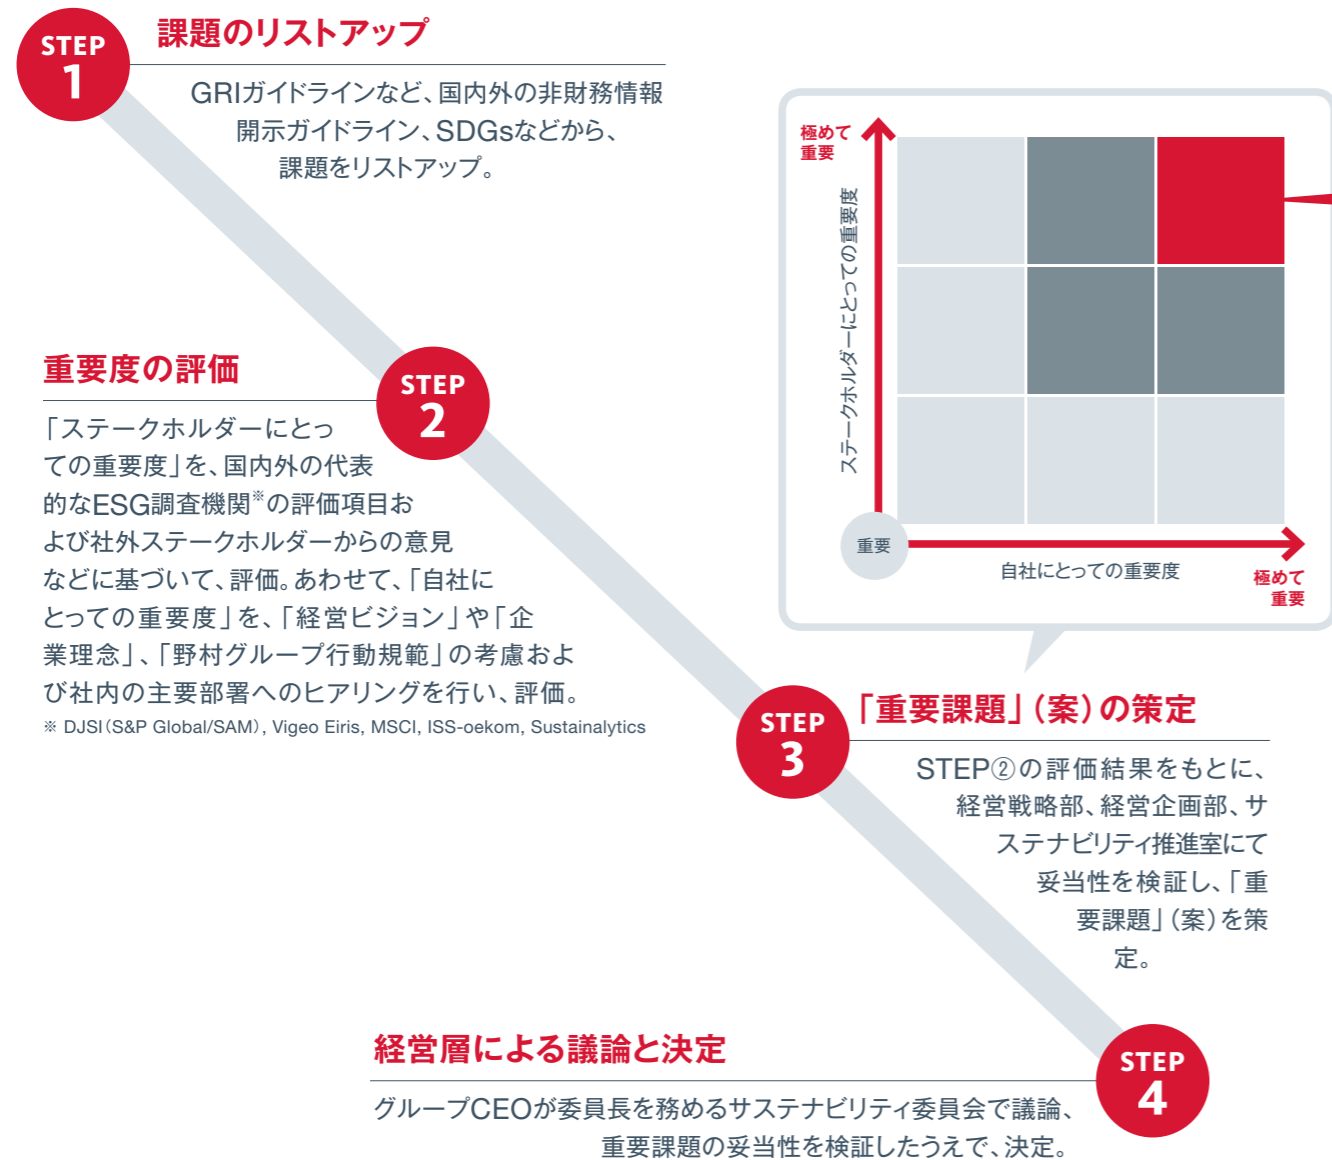 STEP
1
課題のリストアップ
GRIガイドラインなど、国内外の非財務情報
開示ガイドライン、SDGsなどから、
課題をリストアップ。
極めて
重要
ステークホルダーにとっての重要度
重要
自社にとっての重要度
極めて
重要
STEP
2
重要度の評価
「ステークホルダーにとっ
ての重要度」を、国内外の代表
的なESG調査機関※の評価項目お
よび社外ステークホルダーからの意見
などに基づいて、評価。あわせて、「自社に
とっての重要度」を、「経営ビジョン」や「企
業理念」、「野村グループ行動規範」の考慮およ
び社内の主要部署へのヒアリングを行い、評価。
※ DJSI(S&P Global/SAM), Vigeo Eiris, MSCI, ISS-oekom, Sustainalytics
STEP
3
「重要課題」(案)の策定
STEP②の評価結果をもとに、
経営戦略部、経営企画部、サ
ステナビリティ推進室にて
妥当性を検証し、「重
要課題」(案)を策
定。
STEP
4
経営層による議論と決定
グループCEOが委員長を務めるサステナビリティ委員会で議論、
重要課題の妥当性を検証したうえで、決定。